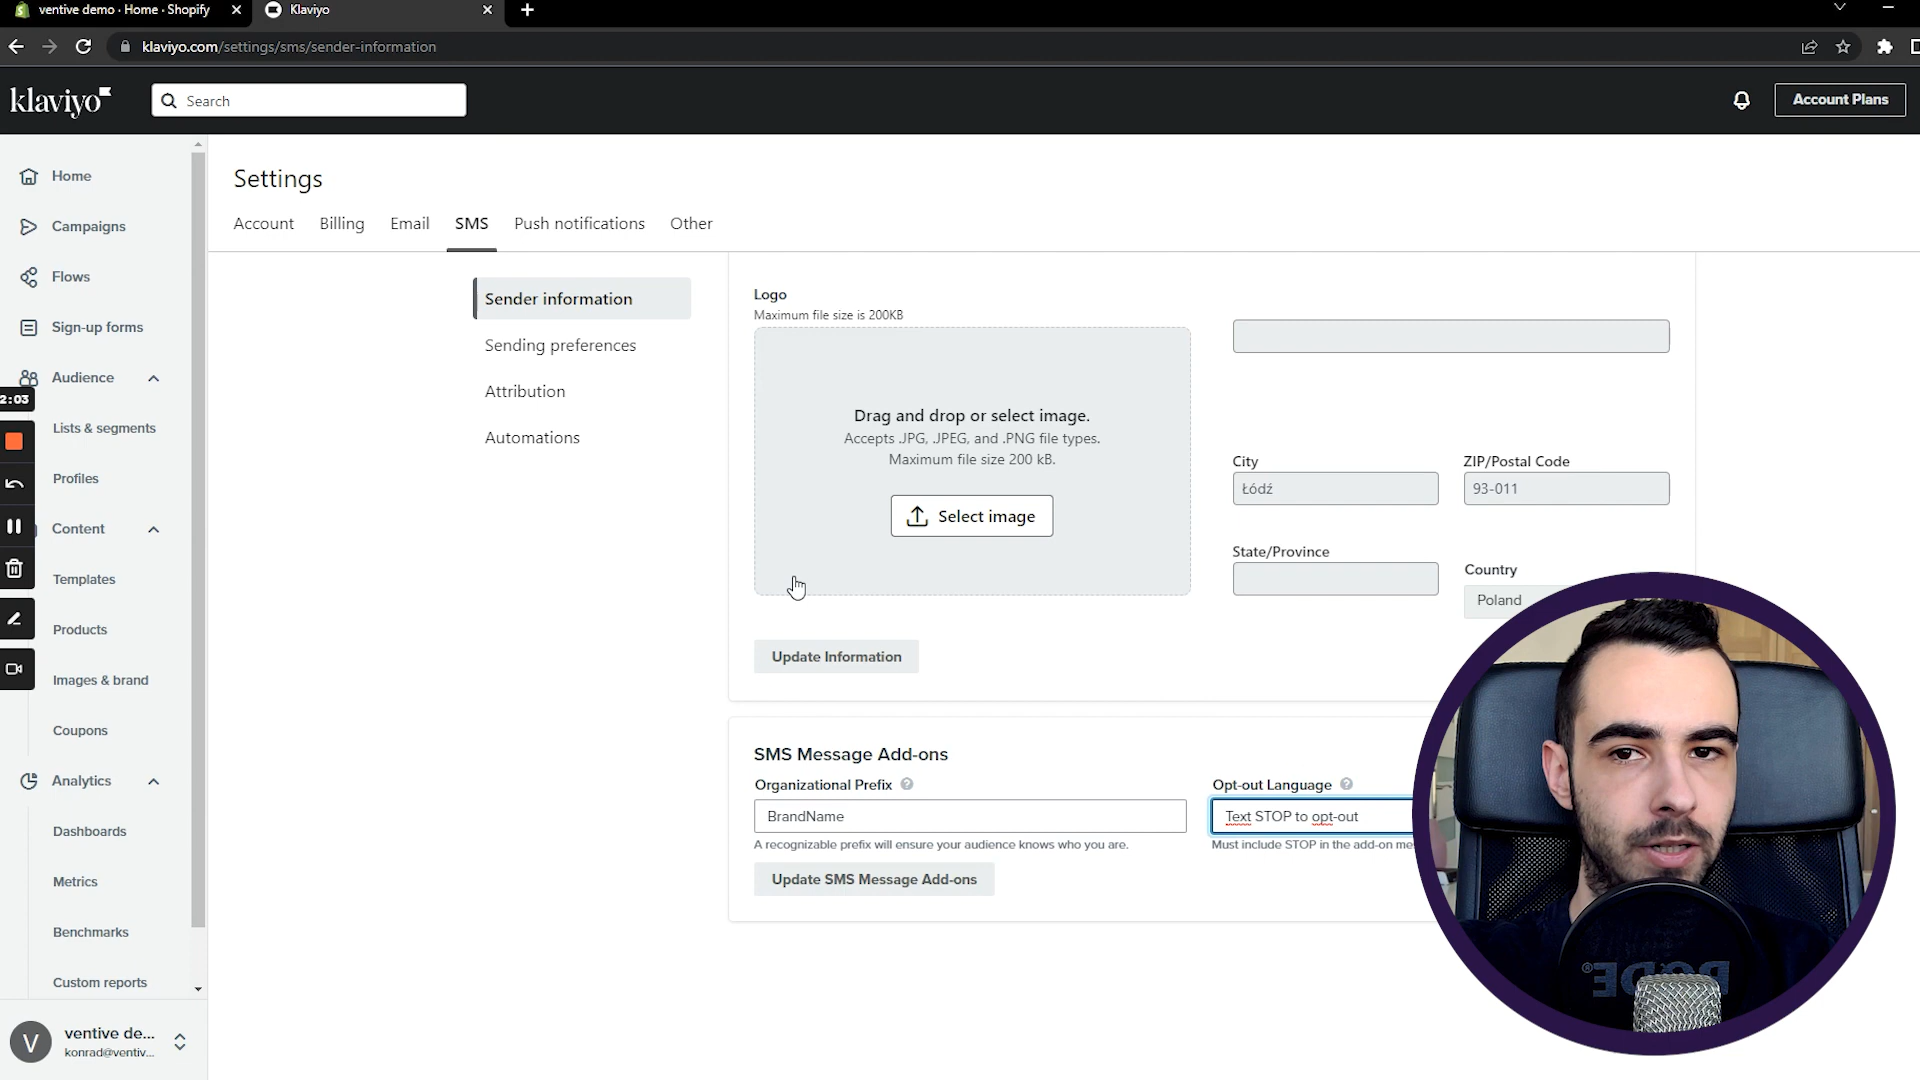 ventive demo · Home · Shopify
Klaviyo
klaviyo.com/settings/sms/sender-information
klaviyo
Search
Account Plans
Home
Campaigns
Flows
Sign-up forms
Audience
2:03
Lists & segments
Profiles
Content
Templates
Products
Images & brand
Coupons
Analytics
Dashboards
Metrics
Benchmarks
Custom reports
V
ventive de...
konrad@ventiv...
Settings
Account Billing Email SMS Push notifications Other
Sender information
Sending preferences
Attribution
Automations
Logo
Maximum file size is 200KB
Drag and drop or select image.
Accepts .JPG, .JPEG, and .PNG file types.
Maximum file size 200 kB.
Select image
City
Łódź
ZIP/Postal Code
93-011
State/Province
Country
Poland
Update Information
SMS Message Add-ons
Organizational Prefix
BrandName
A recognizable prefix will ensure your audience knows who you are.
Opt-out Language
Text STOP to opt-out
Must include STOP in the add-on me
Update SMS Message Add-ons
RODE